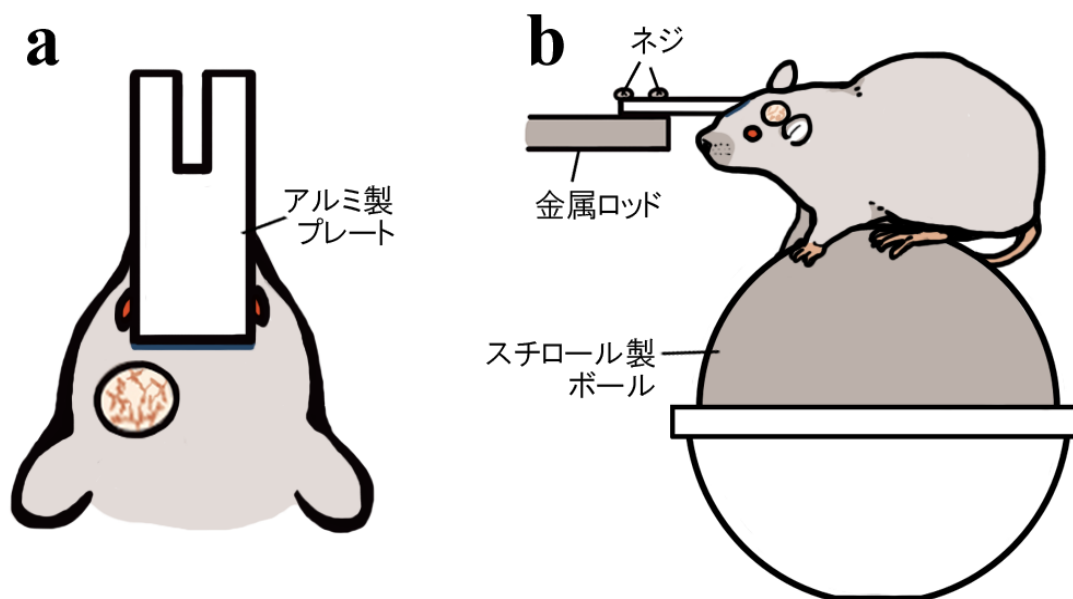 a
アルミ製
プレート
b
ネジ
金属ロッド
スチロール製
ボール